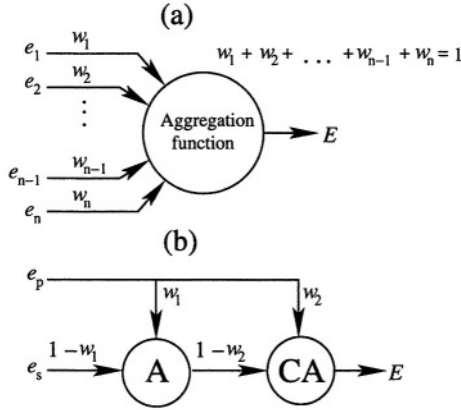 (a)
e₁ w₁ w₁ + w₂ + . . . + wₙ₋₁ + wₙ = 1
e₂ w₂
⋮
Aggregation
function
E
eₙ₋₁ wₙ₋₁
eₙ wₙ
(b)
eₚ
w₁ w₂
eₛ 1 – w₁ A 1 – w₂ CA E